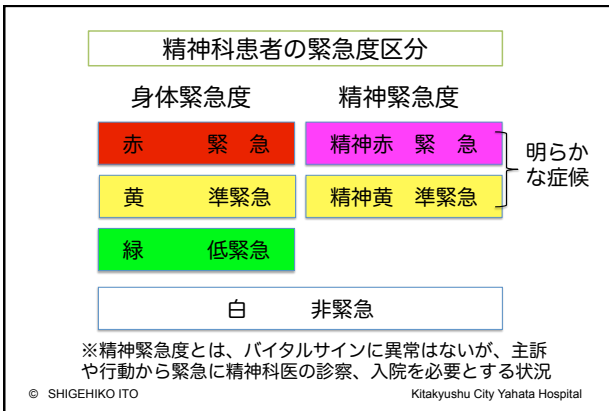 精神科患者の緊急度区分
身体緊急度 精神緊急度
赤 緊 急 精神赤 緊 急
明らか
な症候
黄 準緊急 精神黄 準緊急
緑 低緊急
白 非緊急
※精神緊急度とは、バイタルサインに異常はないが、主訴
や行動から緊急に精神科医の診察、入院を必要とする状況
© SHIGEHIKO ITO Kitakyushu City Yahata Hospital